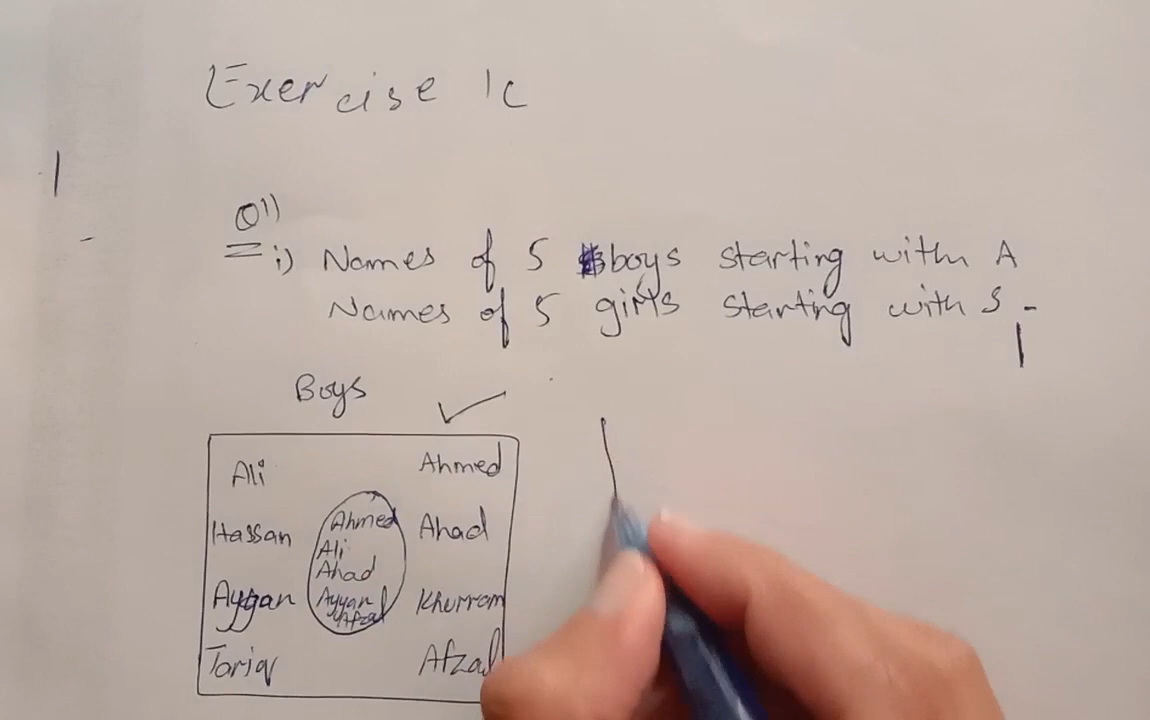 Exercise 1c
Q1)
i) Names of 5 boys starting with A
Names of 5 girls starting with S
Boys
Ali Ahmed
Hassan Ahmed Ahad
Ali
Ahad
Ayyan Ayyan Khurram
Afzal
Tariq Afzal